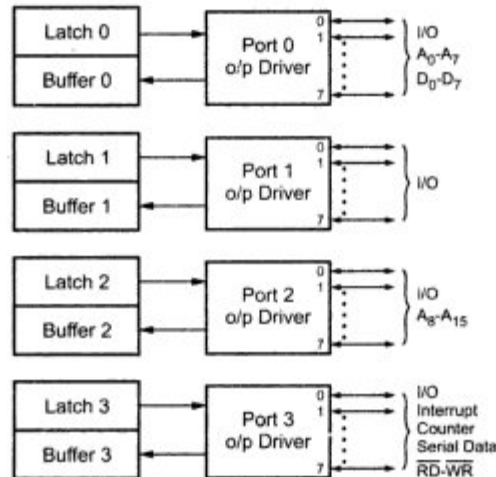 Latch 0
Buffer 0
Port 0
o/p Driver
0
1
7
I/O
A0-A7
D0-D7
Latch 1
Buffer 1
Port 1
o/p Driver
0
1
7
I/O
Latch 2
Buffer 2
Port 2
o/p Driver
0
1
7
I/O
A8-A15
Latch 3
Buffer 3
Port 3
o/p Driver
0
1
7
I/O
Interrupt
Counter
Serial Data
R̅D̅-W̅R̅